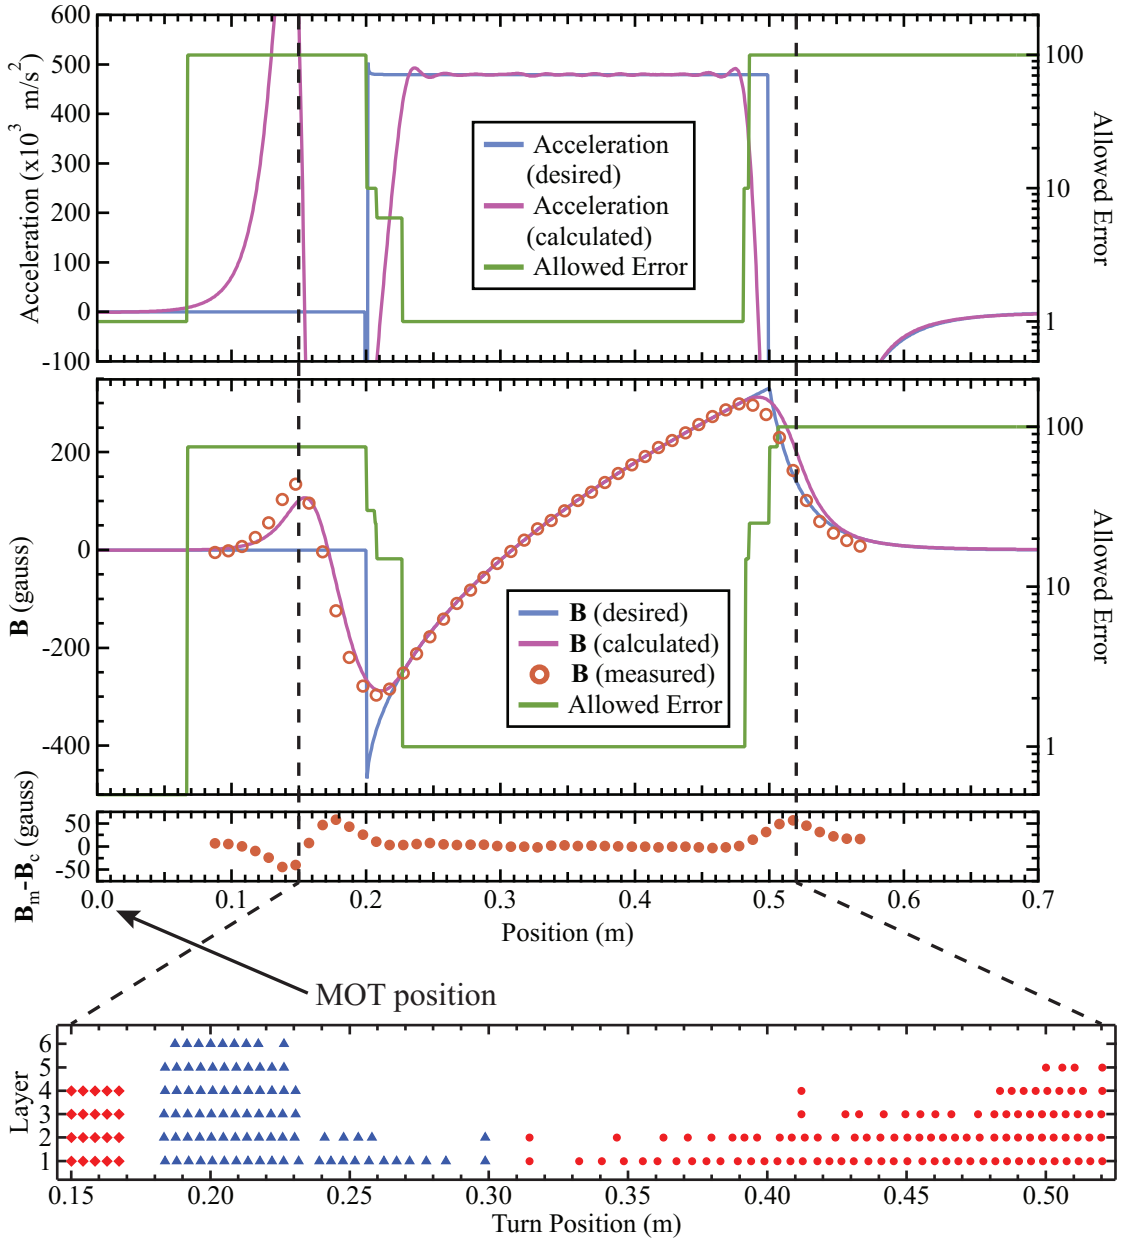 600
500
400
300
200
100
0
-100
Acceleration (x10³ m/s²)
100
10
1
Allowed Error
Acceleration
(desired)
Acceleration
(calculated)
Allowed Error
200
0
-200
-400
B (gauss)
100
10
1
Allowed Error
B (desired)
B (calculated)
B (measured)
Allowed Error
50
0
-50
Bm-Bc (gauss)
0.0 0.1 0.2 0.3 0.4 0.5 0.6 0.7
Position (m)
MOT position
6
5
4
3
2
1
Layer
0.15 0.20 0.25 0.30 0.35 0.40 0.45 0.50
Turn Position (m)